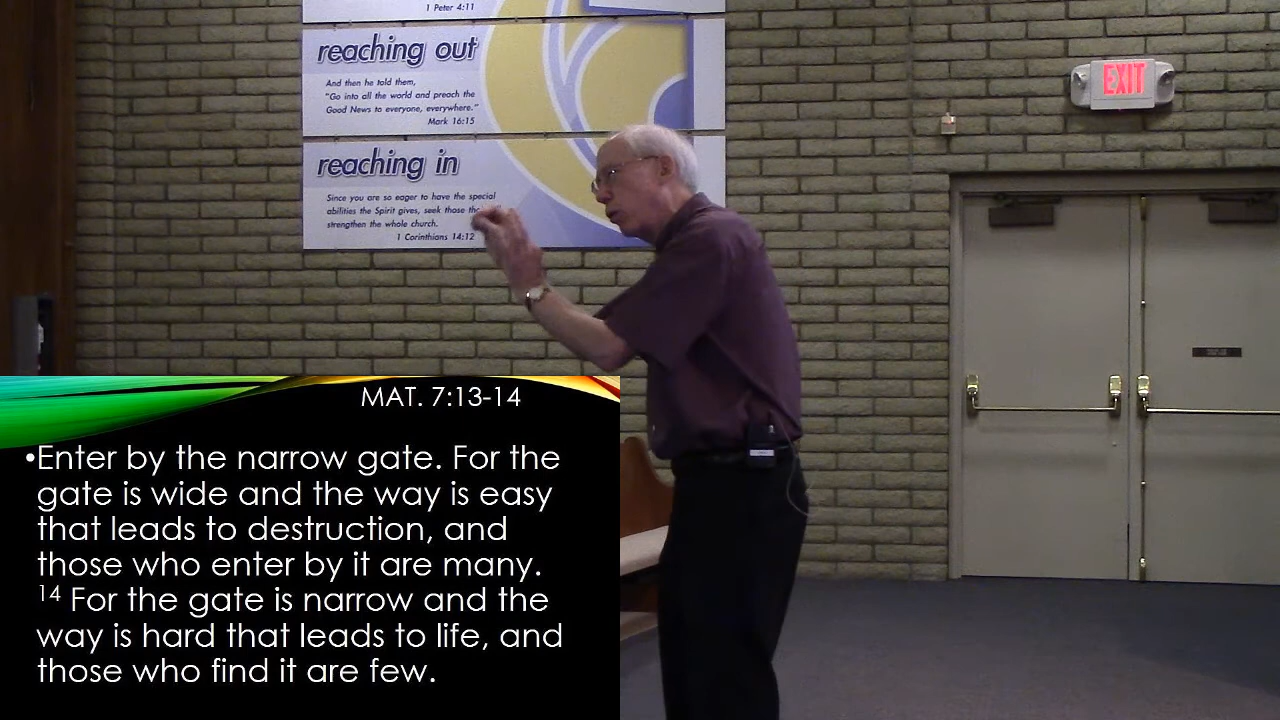 1 Peter 4:11
reaching out
And then he told them,
"Go into all the world and preach the
Good News to everyone, everywhere."
Mark 16:15
reaching in
Since you are so eager to have the special
abilities the Spirit gives, seek those
strengthen the whole church.
1 Corinthians 14:12
EXIT
MAT. 7:13-14
•Enter by the narrow gate. For the
gate is wide and the way is easy
that leads to destruction, and
those who enter by it are many.
14 For the gate is narrow and the
way is hard that leads to life, and
those who find it are few.